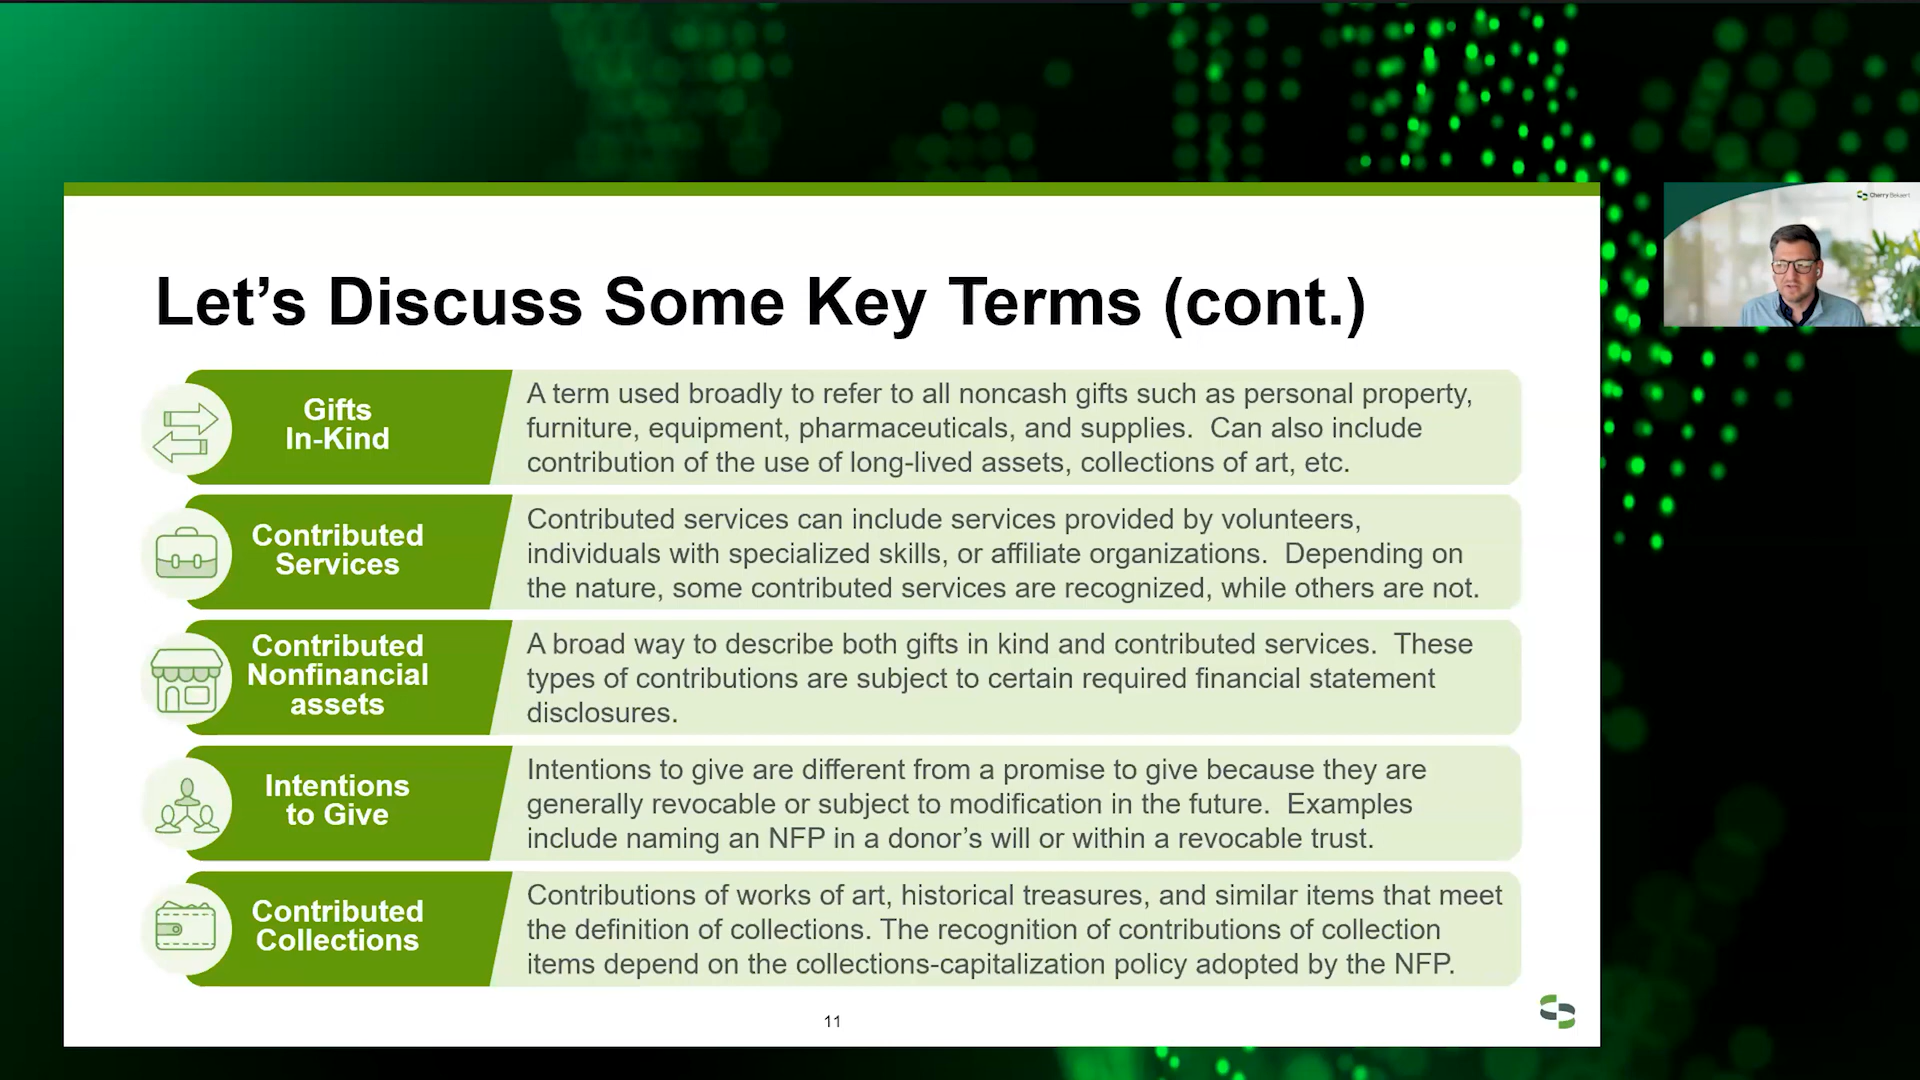 Cherry Bekaert
Let's Discuss Some Key Terms (cont.)
Gifts
In-Kind
A term used broadly to refer to all noncash gifts such as personal property,
furniture, equipment, pharmaceuticals, and supplies. Can also include
contribution of the use of long-lived assets, collections of art, etc.
Contributed
Services
Contributed services can include services provided by volunteers,
individuals with specialized skills, or affiliate organizations. Depending on
the nature, some contributed services are recognized, while others are not.
Contributed
Nonfinancial
assets
A broad way to describe both gifts in kind and contributed services. These
types of contributions are subject to certain required financial statement
disclosures.
Intentions
to Give
Intentions to give are different from a promise to give because they are
generally revocable or subject to modification in the future. Examples
include naming an NFP in a donor's will or within a revocable trust.
Contributed
Collections
Contributions of works of art, historical treasures, and similar items that meet
the definition of collections. The recognition of contributions of collection
items depend on the collections-capitalization policy adopted by the NFP.
11